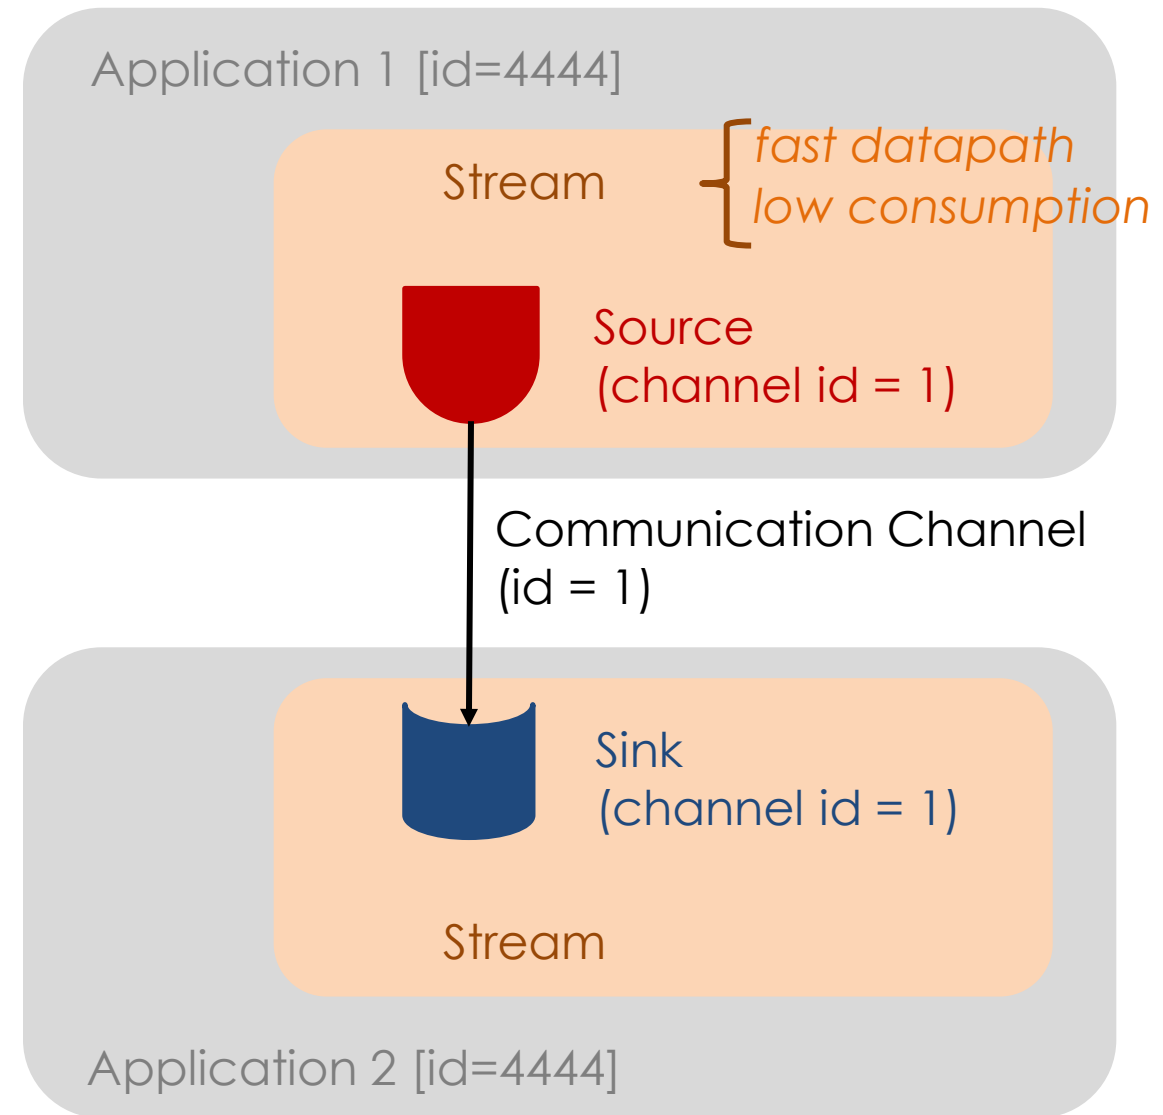 Application 1 [id=4444]
Stream
fast datapath
low consumption
Source
(channel id = 1)
Communication Channel
(id = 1)
Sink
(channel id = 1)
Stream
Application 2 [id=4444]